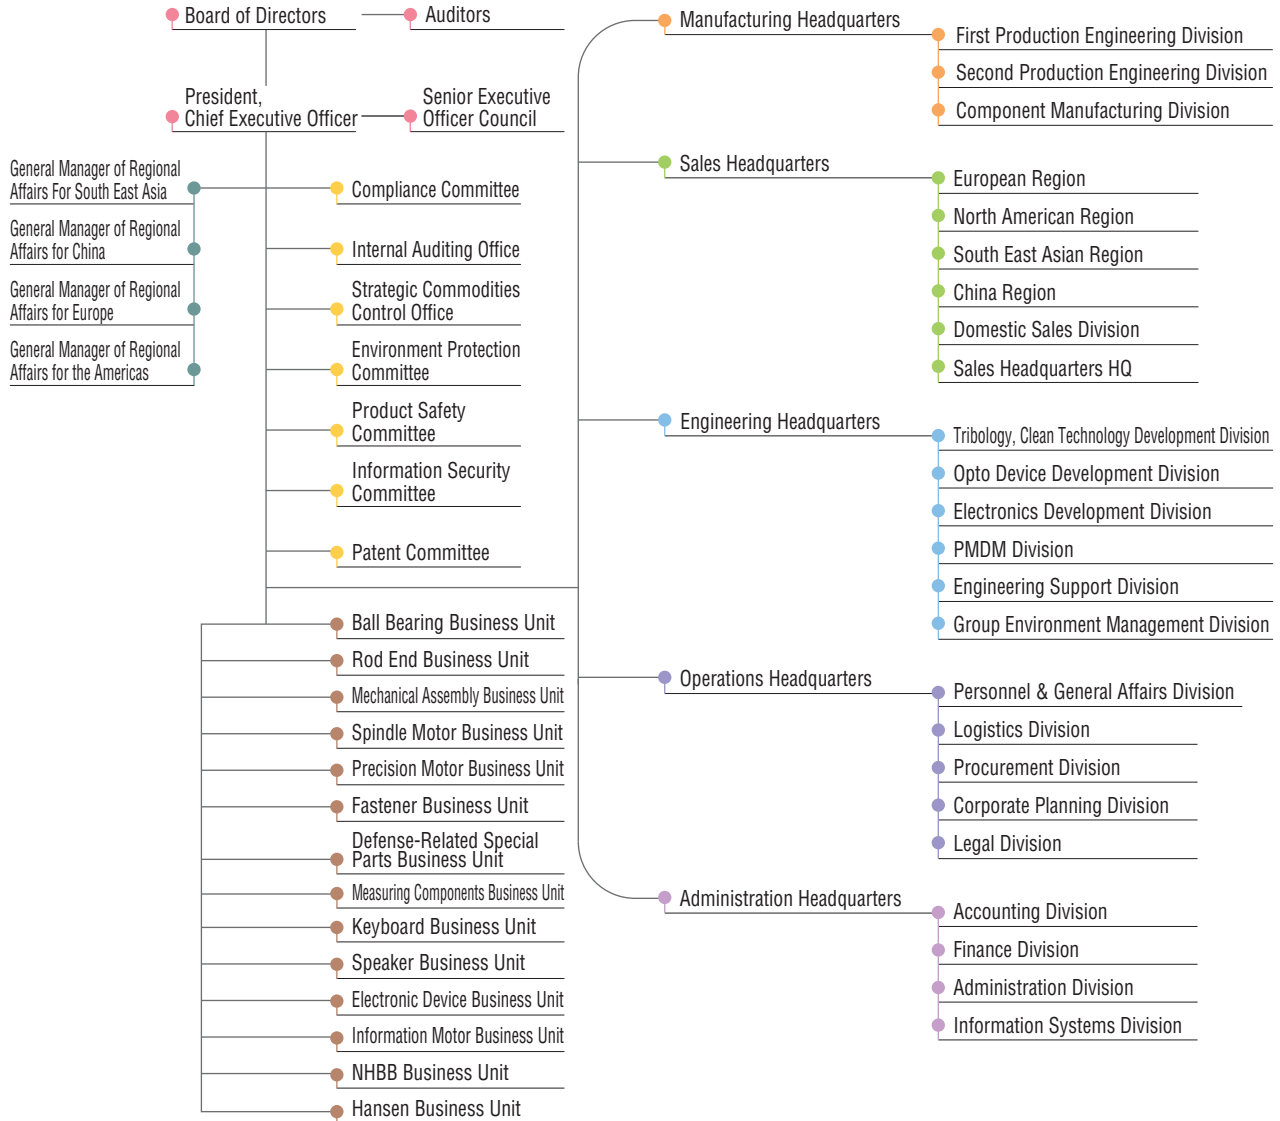 Board of Directors
Auditors
President,
Chief Executive Officer
Senior Executive
Officer Council
General Manager of Regional
Affairs For South East Asia
General Manager of Regional
Affairs for China
General Manager of Regional
Affairs for Europe
General Manager of Regional
Affairs for the Americas
Compliance Committee
Internal Auditing Office
Strategic Commodities
Control Office
Environment Protection
Committee
Product Safety
Committee
Information Security
Committee
Patent Committee
Ball Bearing Business Unit
Rod End Business Unit
Mechanical Assembly Business Unit
Spindle Motor Business Unit
Precision Motor Business Unit
Fastener Business Unit
Defense-Related Special
Parts Business Unit
Measuring Components Business Unit
Keyboard Business Unit
Speaker Business Unit
Electronic Device Business Unit
Information Motor Business Unit
NHBB Business Unit
Hansen Business Unit
Manufacturing Headquarters
First Production Engineering Division
Second Production Engineering Division
Component Manufacturing Division
Sales Headquarters
European Region
North American Region
South East Asian Region
China Region
Domestic Sales Division
Sales Headquarters HQ
Engineering Headquarters
Tribology, Clean Technology Development Division
Opto Device Development Division
Electronics Development Division
PMDM Division
Engineering Support Division
Group Environment Management Division
Operations Headquarters
Personnel & General Affairs Division
Logistics Division
Procurement Division
Corporate Planning Division
Legal Division
Administration Headquarters
Accounting Division
Finance Division
Administration Division
Information Systems Division